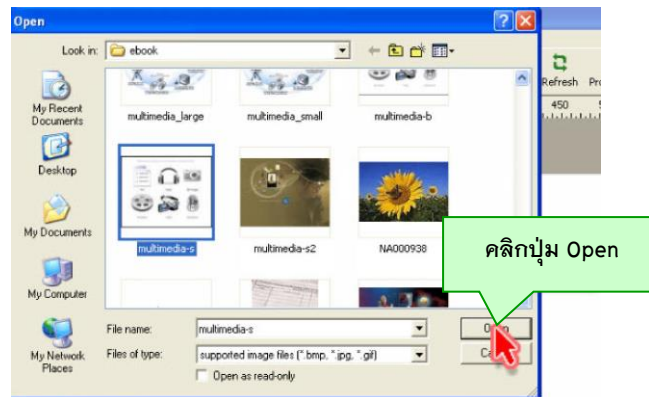 Open
Look in:
ebook
Refresh
450
My Recent
Documents
multimedia_large
multimedia_small
multimedia-b
Desktop
My Documents
multimedia-s
multimedia-s2
NA000938
คลิกปุ่ม Open
My Computer
File name:
multimedia-s
My Network
Places
Files of type:
supported image files (*.bmp, *.jpg, *.gif)
Open as read-only